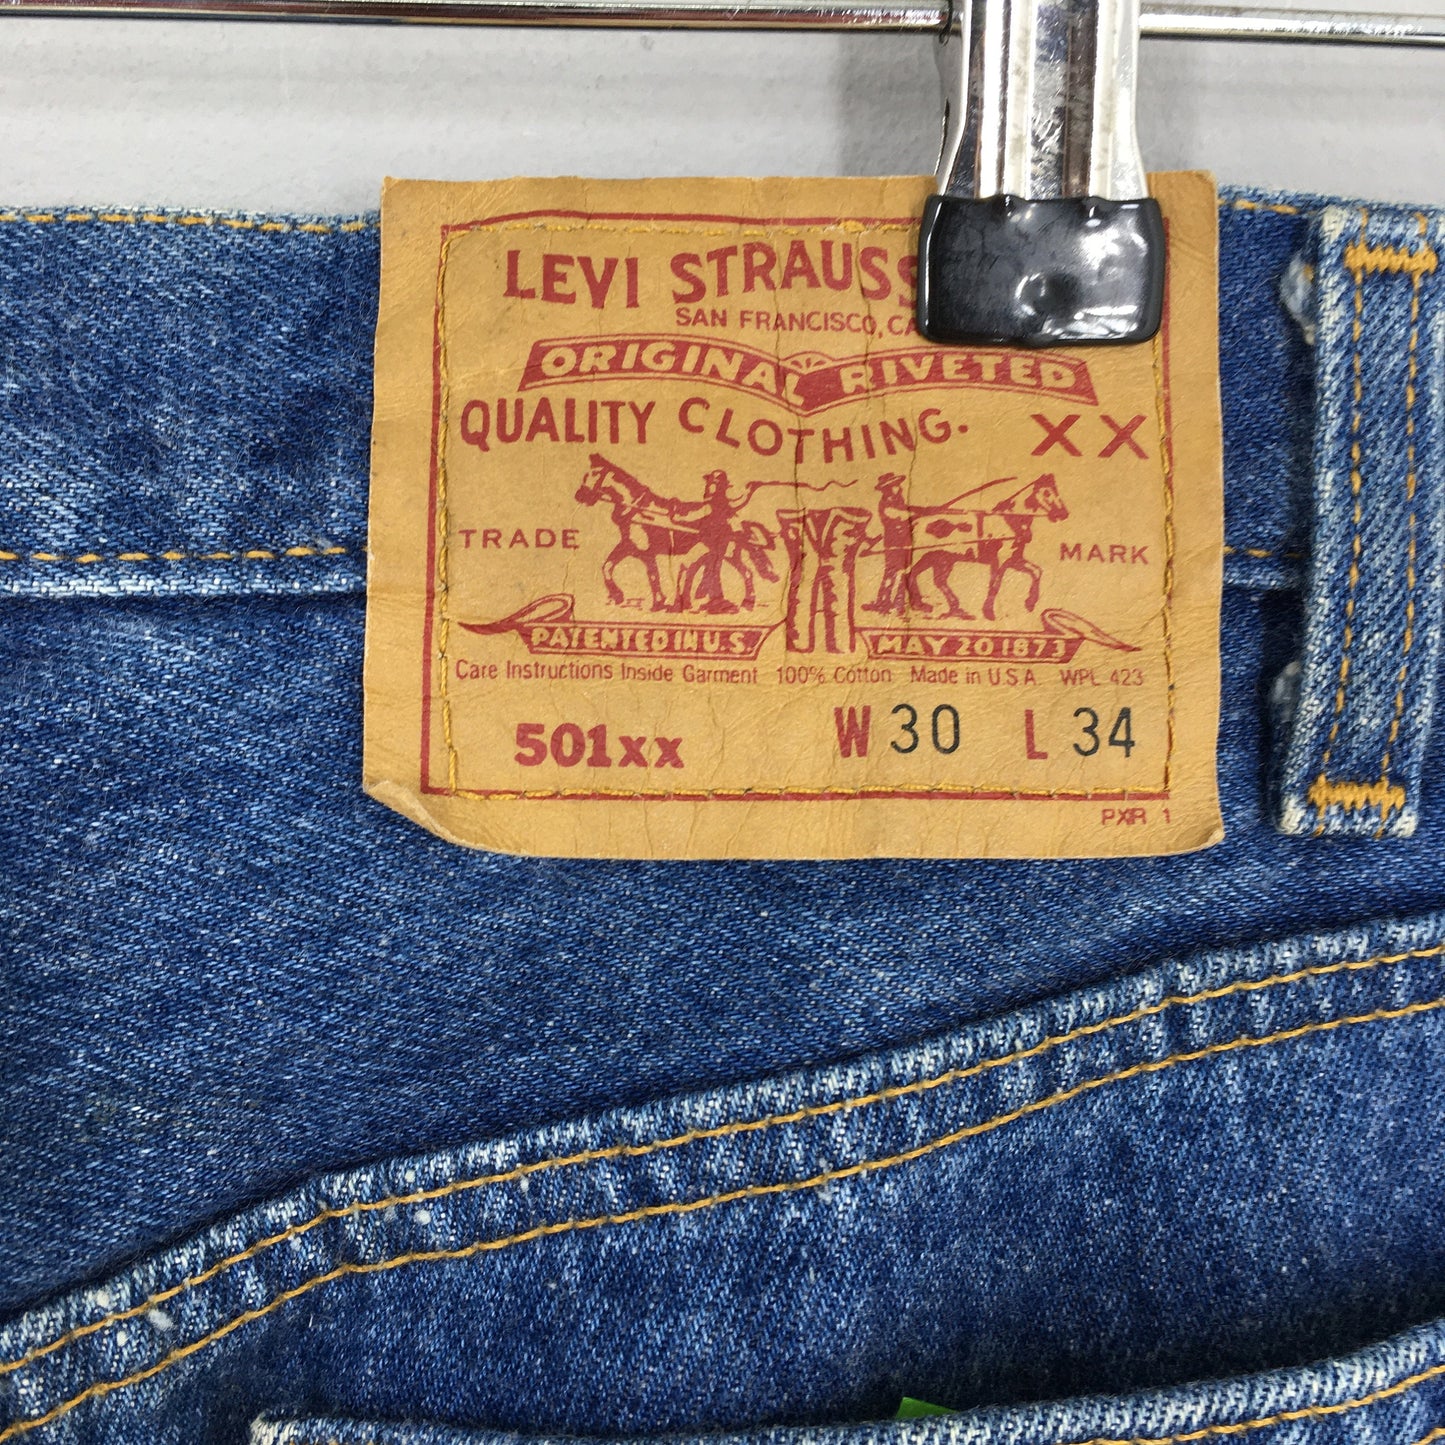 LEVI STRAUSS
SAN FRANCISCO, CA
ORIGINAL RIVETED
QUALITY CLOTHING. XX
TRADE MARK
PATENTED IN U.S. MAY 20 1873
Care Instructions Inside Garment 100% Cotton Made in U.S.A. WPL 423
501xx W 30 L 34
PXR 1